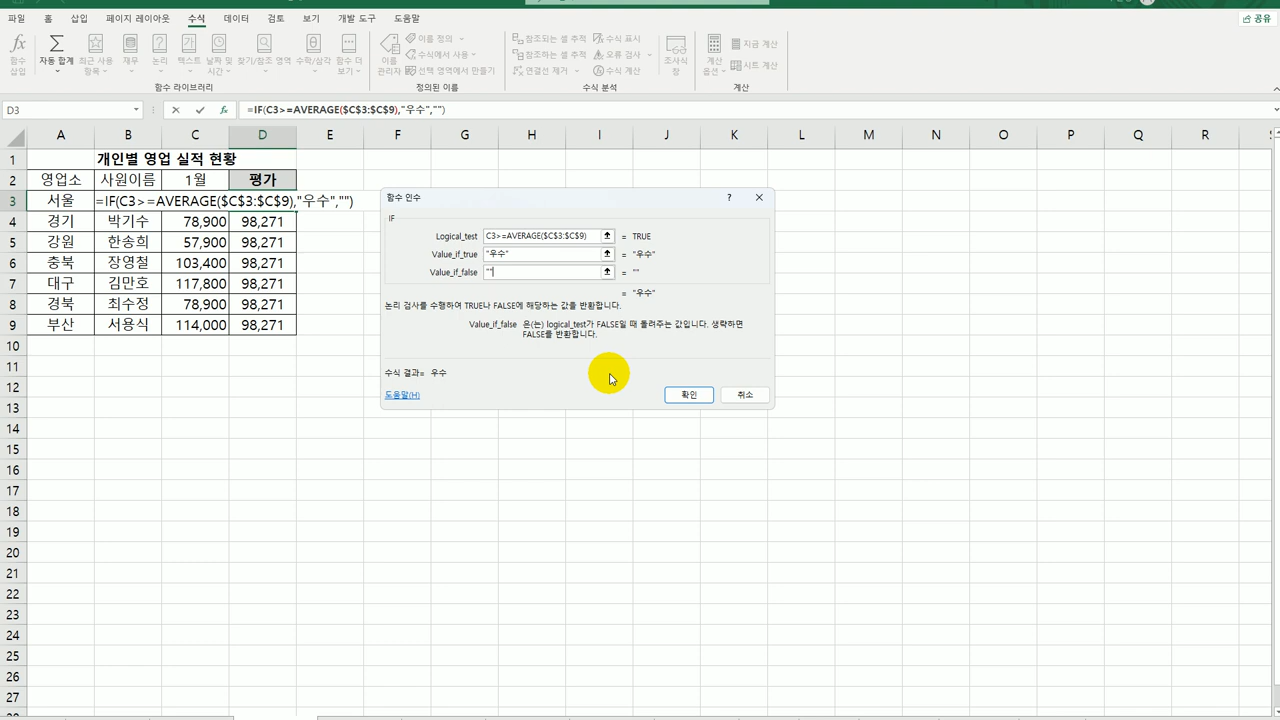 파일 홈 삽입 페이지 레이아웃 수식 데이터 검토 보기 개발 도구 도움말 공유
fx 함수 삽입
Σ 자동 합계
최근 사용 항목
재무
논리
텍스트
날짜 및 시간
찾기/참조 영역
수학/삼각
함수 더 보기
함수 라이브러리
이름 관리자
이름 정의
수식에서 사용
선택 영역에서 만들기
정의된 이름
참조되는 셀 추적
참조하는 셀 추적
연결선 제거
수식 표시
오류 검사
수식 계산
수식 분석
조사식 창
계산 옵션
지금 계산
시트 계산
계산
D3 fx =IF(C3>=AVERAGE($C$3:$C$9),"우수","")
A B C D E F G H I J K L M N O P Q R
1 개인별 영업 실적 현황
2 영업소 사원이름 1월 평가
3 서울 =IF(C3>=AVERAGE($C$3:$C$9),"우수","")
4 경기 박기수 78,900 98,271
5 강원 한송희 57,900 98,271
6 충북 장영철 103,400 98,271
7 대구 김만호 117,800 98,271
8 경북 최수정 78,900 98,271
9 부산 서용식 114,000 98,271
10
11
12
13
14
15
16
17
18
19
20
21
22
23
24
25
26
27
함수 인수 ?
IF
Logical_test C3>=AVERAGE($C$3:$C$9) = TRUE
Value_if_true "우수" = "우수"
Value_if_false "" = ""
= "우수"
논리 검사를 수행하여 TRUE나 FALSE에 해당하는 값을 반환합니다.
Value_if_false 은(는) logical_test가 FALSE일 때 돌려주는 값입니다. 생략하면
FALSE를 반환합니다.
수식 결과= 우수
도움말(H) 확인 취소